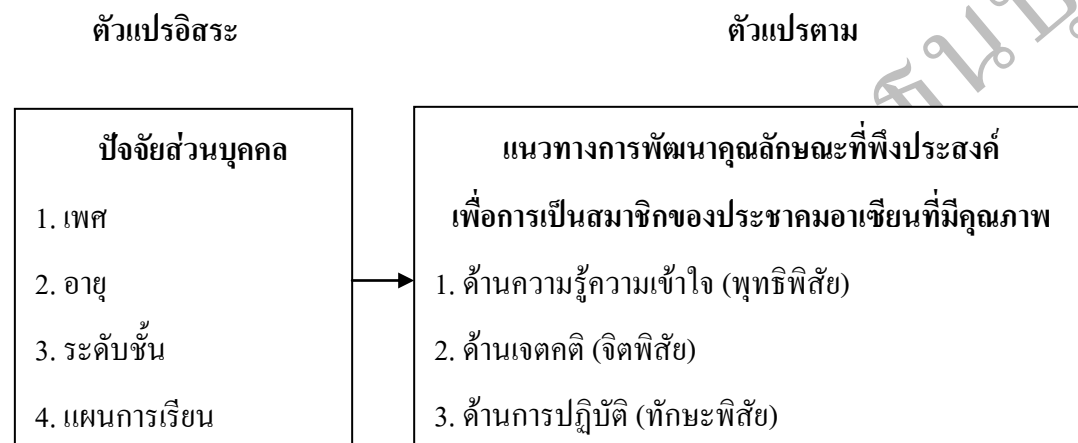 ตัวแปรอิสระ
ตัวแปรตาม
ปัจจัยส่วนบุคคล
1. เพศ
2. อายุ
3. ระดับชั้น
4. แผนการเรียน
แนวทางการพัฒนาคุณลักษณะที่พึงประสงค์
เพื่อการเป็นสมาชิกของประชาคมอาเซียนที่มีคุณภาพ
1. ด้านความรู้ความเข้าใจ (พุทธิพิสัย)
2. ด้านเจตคติ (จิตพิสัย)
3. ด้านการปฏิบัติ (ทักษะพิสัย)